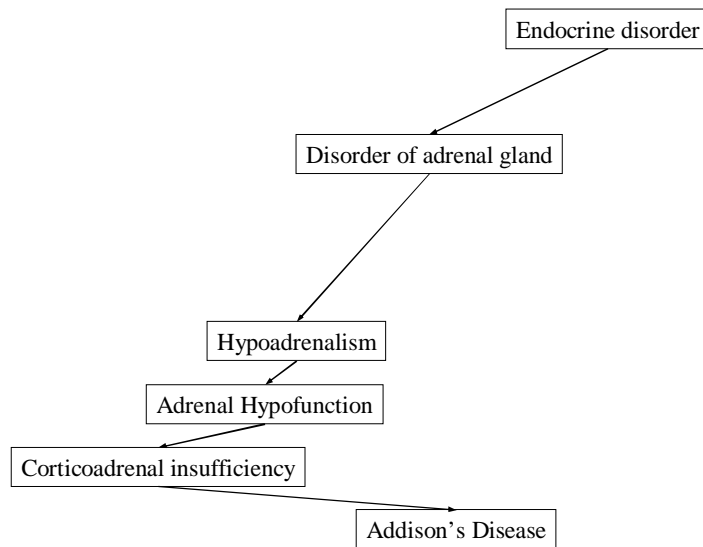 Endocrine disorder
Disorder of adrenal gland
Hypoadrenalism
Adrenal Hypofunction
Corticoadrenal insufficiency
Addison’s Disease